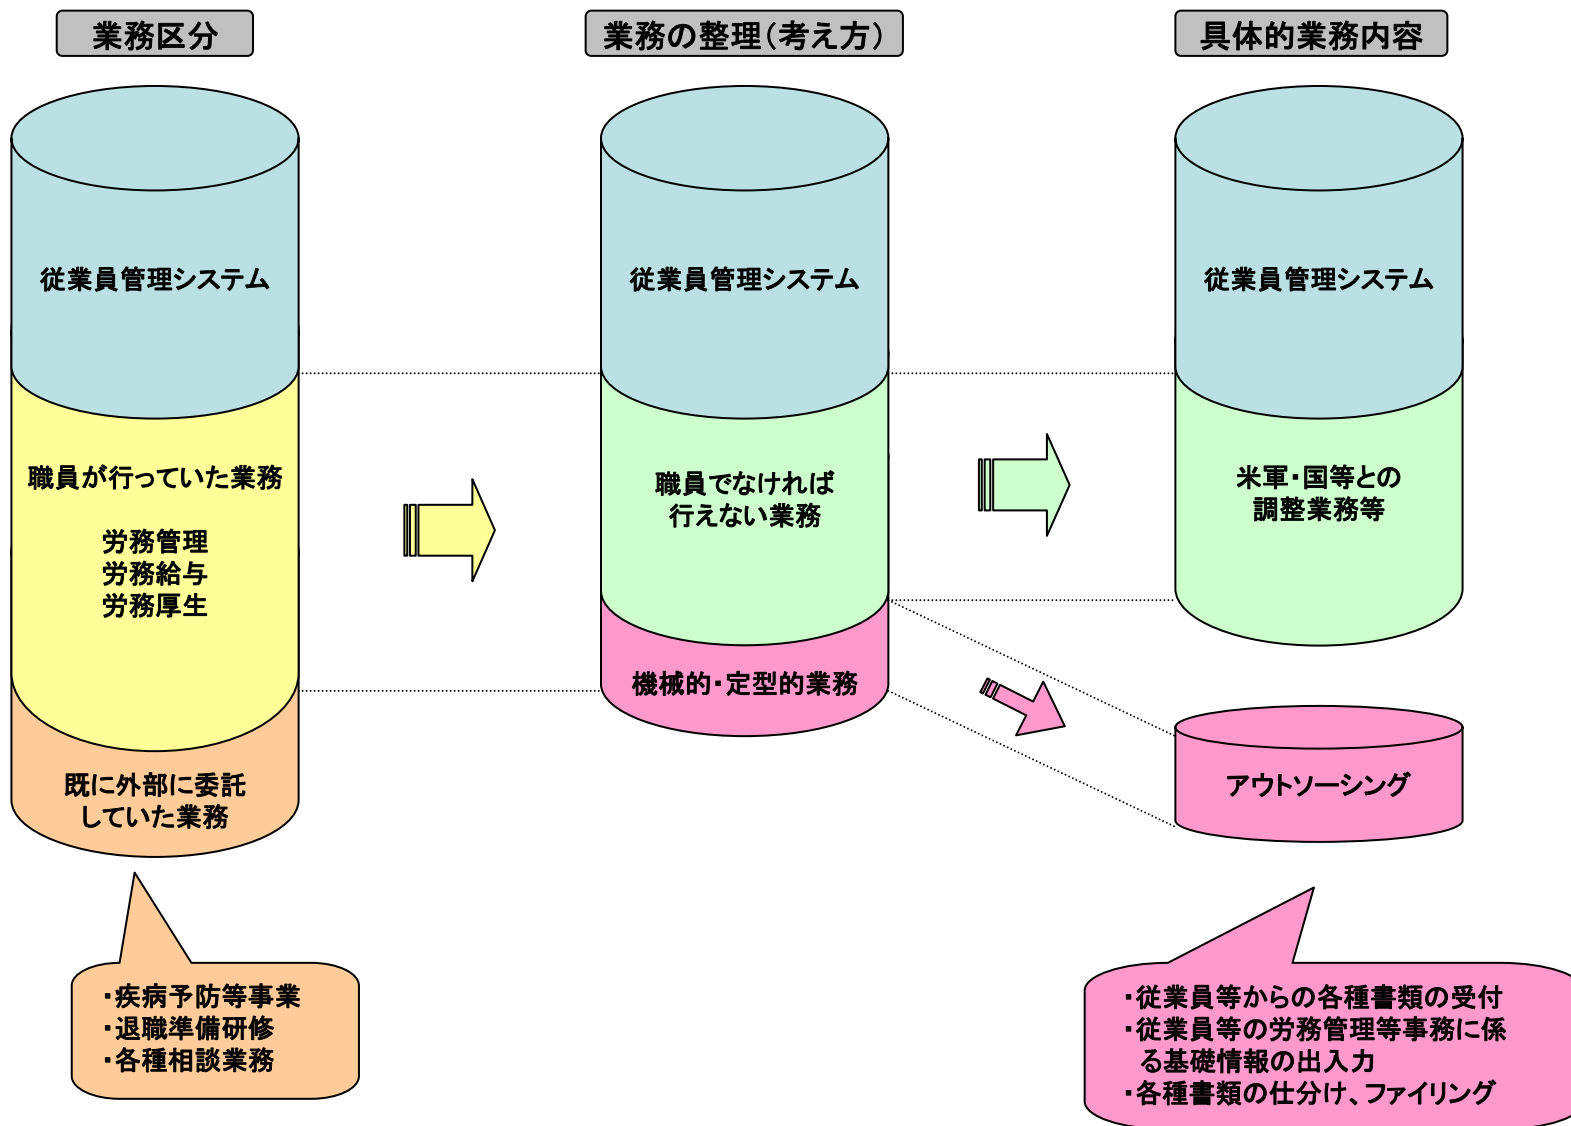 業務区分
業務の整理(考え方)
具体的業務内容
従業員管理システム
従業員管理システム
従業員管理システム
職員が行っていた業務
労務管理
労務給与
労務厚生
職員でなければ
行えない業務
米軍・国等との
調整業務等
機械的・定型的業務
既に外部に委託
していた業務
アウトソーシング
・疾病予防等事業
・退職準備研修
・各種相談業務
・従業員等からの各種書類の受付
・従業員等の労務管理等事務に係
る基礎情報の出入力
・各種書類の仕分け、ファイリング